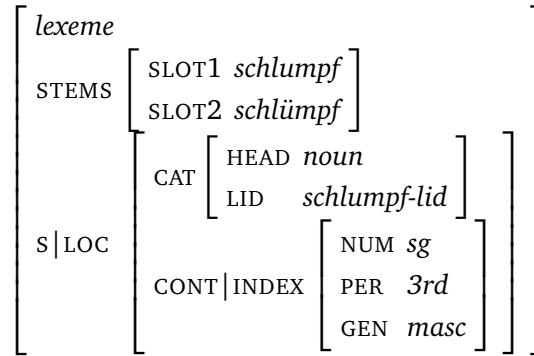 lexeme
STEMS
SLOT1 schlumpf
SLOT2 schlümpf
S|LOC
CAT
HEAD noun
LID schlumpf-lid
CONT|INDEX
NUM sg
PER 3rd
GEN masc